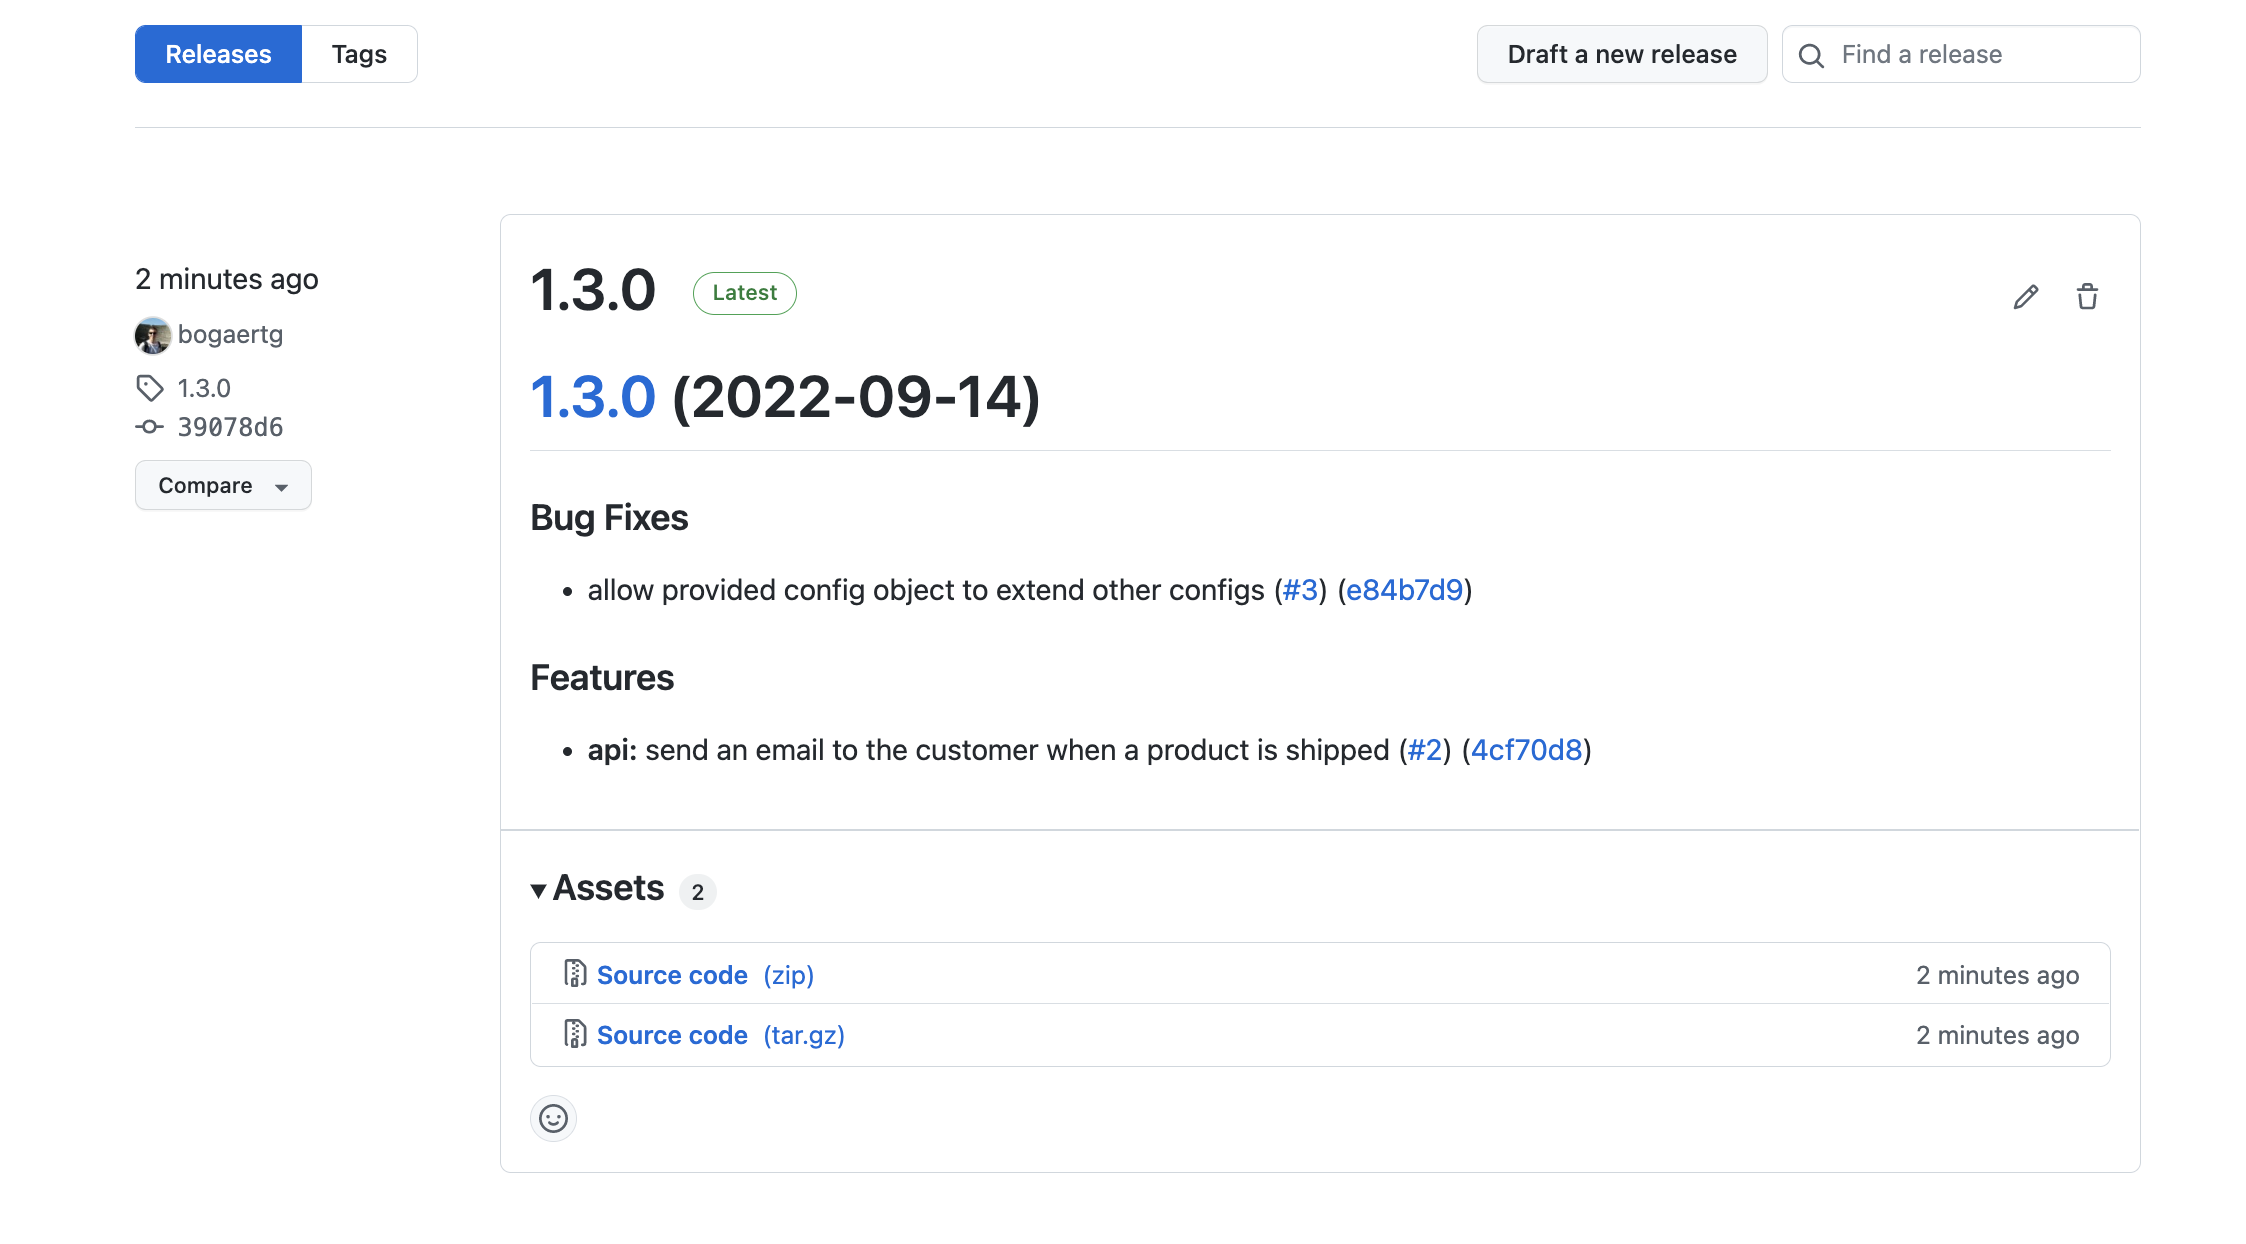 Releases Tags Draft a new release Find a release
2 minutes ago
bogaertg
1.3.0
39078d6
Compare
1.3.0 Latest
1.3.0 (2022-09-14)
Bug Fixes
• allow provided config object to extend other configs (#3) (e84b7d9)
Features
• api: send an email to the customer when a product is shipped (#2) (4cf70d8)
Assets 2
Source code (zip) 2 minutes ago
Source code (tar.gz) 2 minutes ago